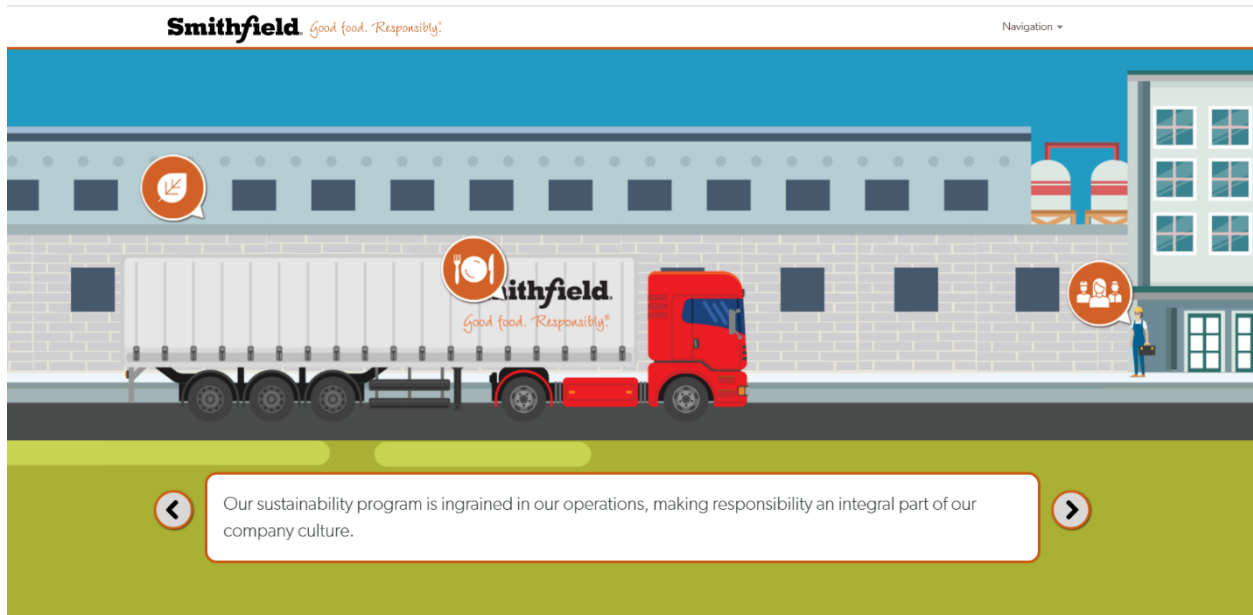 Smithfield. Good food. Responsibly.®
Navigation
ithfield.
Good food. Responsibly.®
Our sustainability program is ingrained in our operations, making responsibility an integral part of our
company culture.